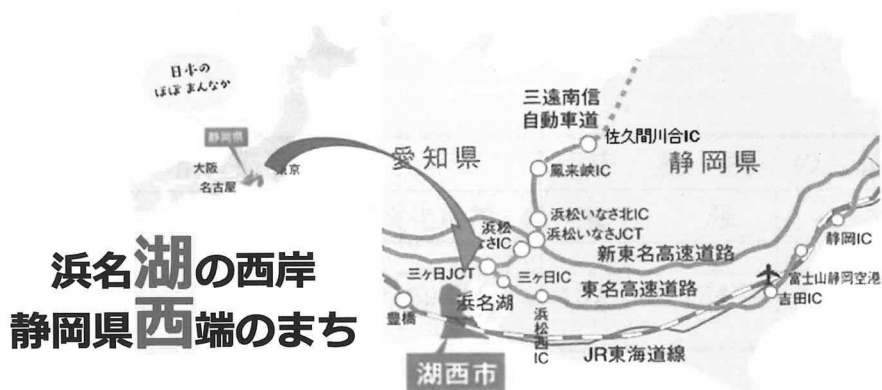 日本の
ほぼ まんなか
静岡県
大阪
名古屋
東京
浜名湖の西岸
静岡県西端のまち
三遠南信
自動車道
佐久間川合IC
愛知県
静岡県
鳳来峡IC
浜松いなさ北IC
浜松
いなさIC
浜松いなさJCT
新東名高速道路
静岡IC
三ヶ日JCT
三ヶ日IC
東名高速道路
富士山静岡空港
吉田IC
浜名湖
豊橋
浜松西IC
JR東海道線
湖西市